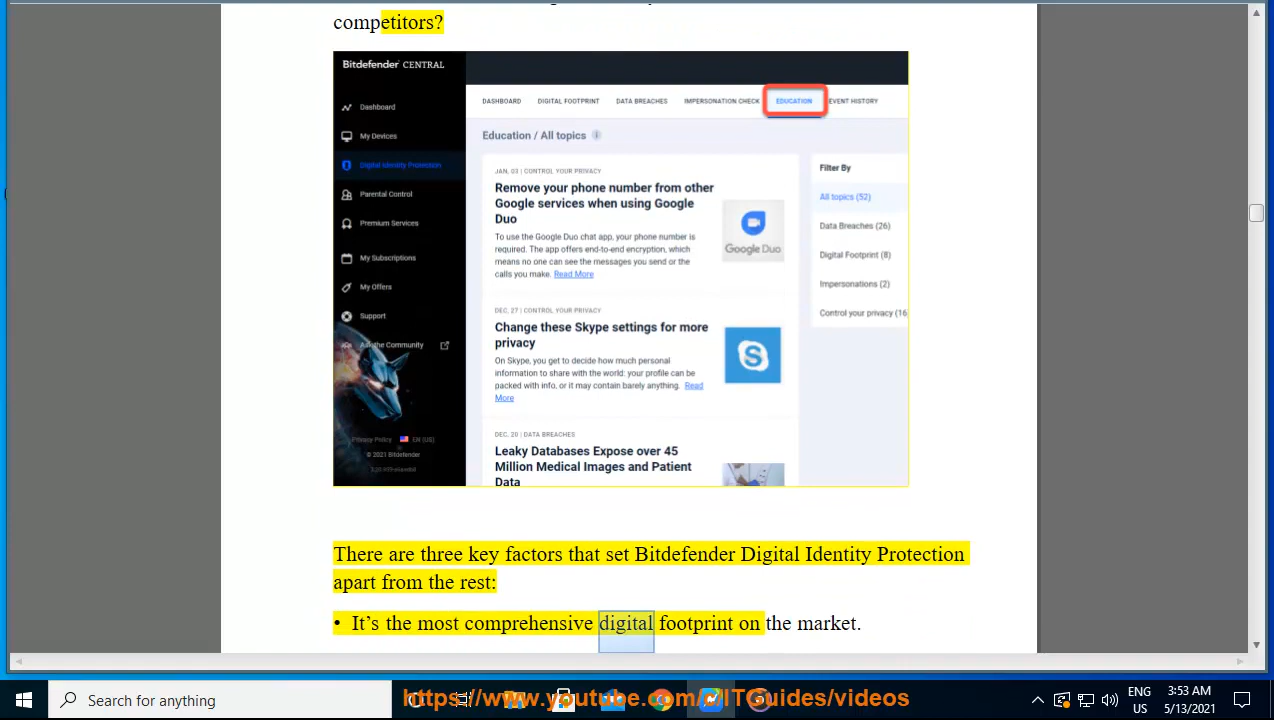 competitors?
Bitdefender CENTRAL
Dashboard
My Devices
Digital Identity Protection
Parental Control
Premium Services
My Subscriptions
My Offers
Support
Ask the Community
Privacy Policy EN (US)
© 2021 Bitdefender
DASHBOARD DIGITAL FOOTPRINT DATA BREACHES IMPERSONATION CHECK EDUCATION EVENT HISTORY
Education / All topics
JAN, 03 | CONTROL YOUR PRIVACY
Remove your phone number from other
Google services when using Google
Duo
To use the Google Duo chat app, your phone number is
required. The app offers end-to-end encryption, which
means no one can see the messages you send or the
calls you make. Read More
Google Duo
DEC, 27 | CONTROL YOUR PRIVACY
Change these Skype settings for more
privacy
On Skype, you get to decide how much personal
information to share with the world: your profile can be
packed with info, or it may contain barely anything. Read
More
DEC, 20 | DATA BREACHES
Leaky Databases Expose over 45
Million Medical Images and Patient
Data
Filter By
All topics (52)
Data Breaches (26)
Digital Footprint (8)
Impersonations (2)
Control your privacy (16
There are three key factors that set Bitdefender Digital Identity Protection
apart from the rest:
• It’s the most comprehensive digital footprint on the market.
Search for anything
https://www.youtube.com/c/ITGuides/videos
ENG
US
3:53 AM
5/13/2021